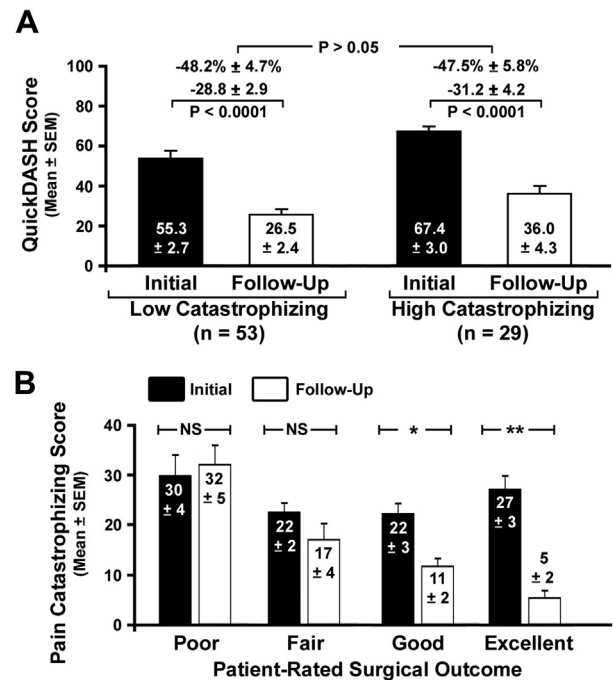 A
P > 0.05
-48.2% ± 4.7%
-47.5% ± 5.8%
-28.8 ± 2.9
-31.2 ± 4.2
P < 0.0001
P < 0.0001
QuickDASH Score
(Mean ± SEM)
100
80
60
40
20
0
55.3
± 2.7
26.5
± 2.4
67.4
± 3.0
36.0
± 4.3
Initial
Follow-Up
Initial
Follow-Up
Low Catastrophizing
(n = 53)
High Catastrophizing
(n = 29)
B
Initial
Follow-Up
Pain Catastrophizing Score
(Mean ± SEM)
40
30
20
10
0
NS
NS
*
**
30
± 4
32
± 5
22
± 2
17
± 4
22
± 3
11
± 2
27
± 3
5
± 2
Poor
Fair
Good
Excellent
Patient-Rated Surgical Outcome